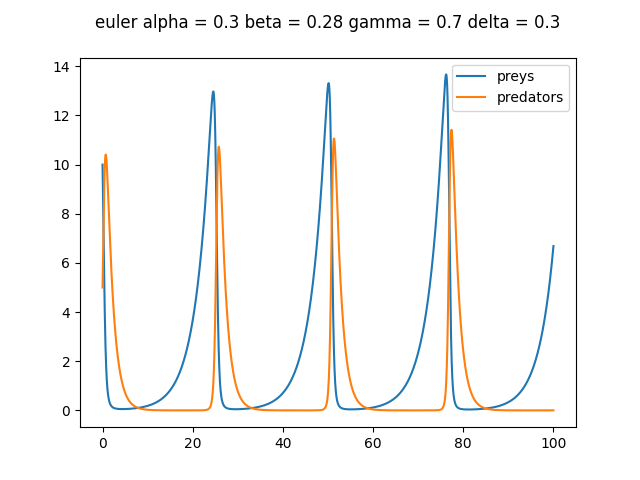 euler alpha = 0.3 beta = 0.28 gamma = 0.7 delta = 0.3
preys
predators
14
12
10
8
6
4
2
0
0 20 40 60 80 100